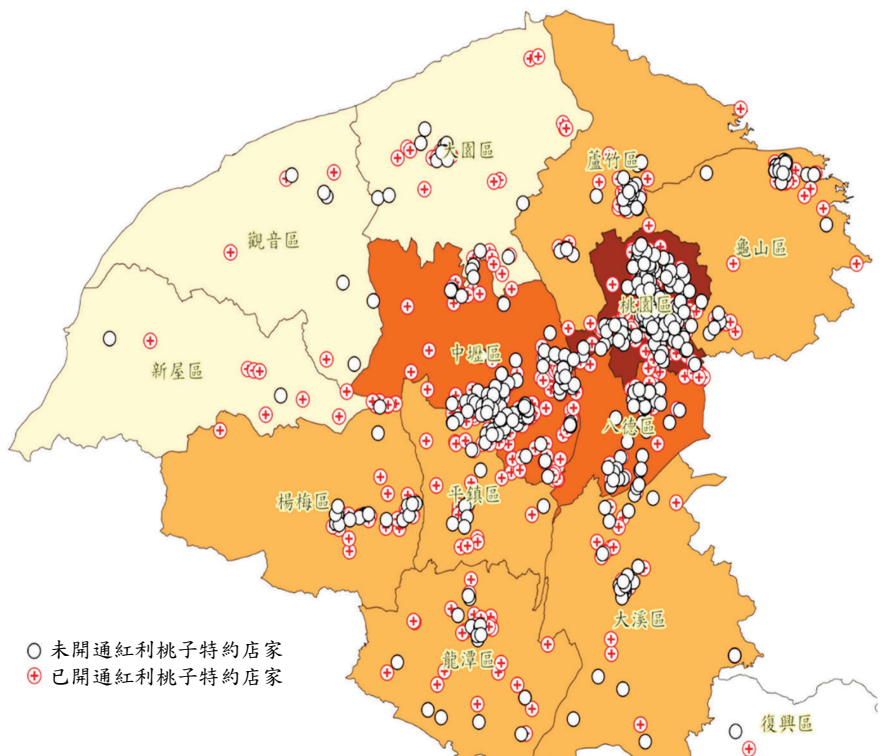 大園區
蘆竹區
觀音區
龜山區
桃園區
中壢區
新屋區
八德區
楊梅區
平鎮區
大溪區
未開通紅利桃子特約店家
龍潭區
已開通紅利桃子特約店家
復興區